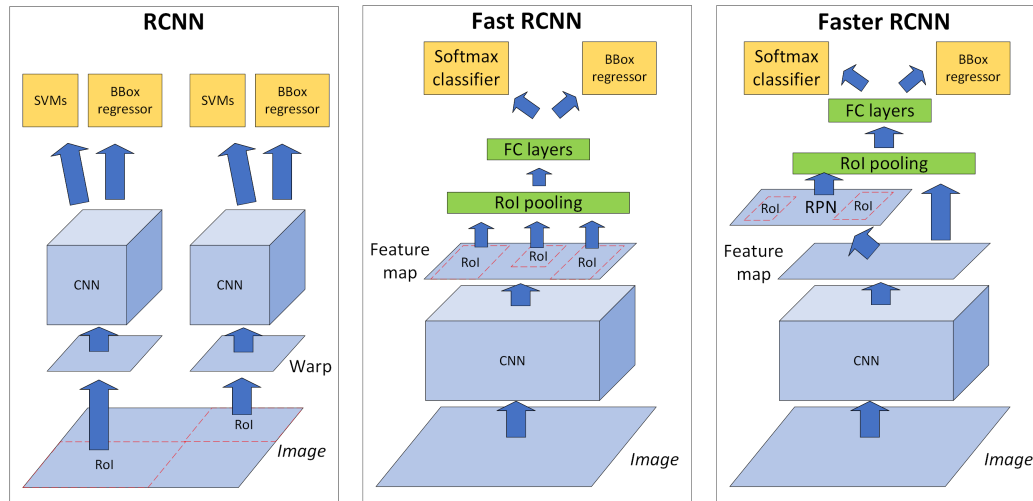 RCNN
SVMs
BBox
regressor
SVMs
BBox
regressor
CNN
CNN
Warp
RoI
RoI
Image
Fast RCNN
Softmax
classifier
BBox
regressor
FC layers
RoI pooling
Feature
map
RoI
RoI
RoI
CNN
Image
Faster RCNN
Softmax
classifier
BBox
regressor
FC layers
RoI pooling
RoI
RPN
RoI
Feature
map
CNN
Image